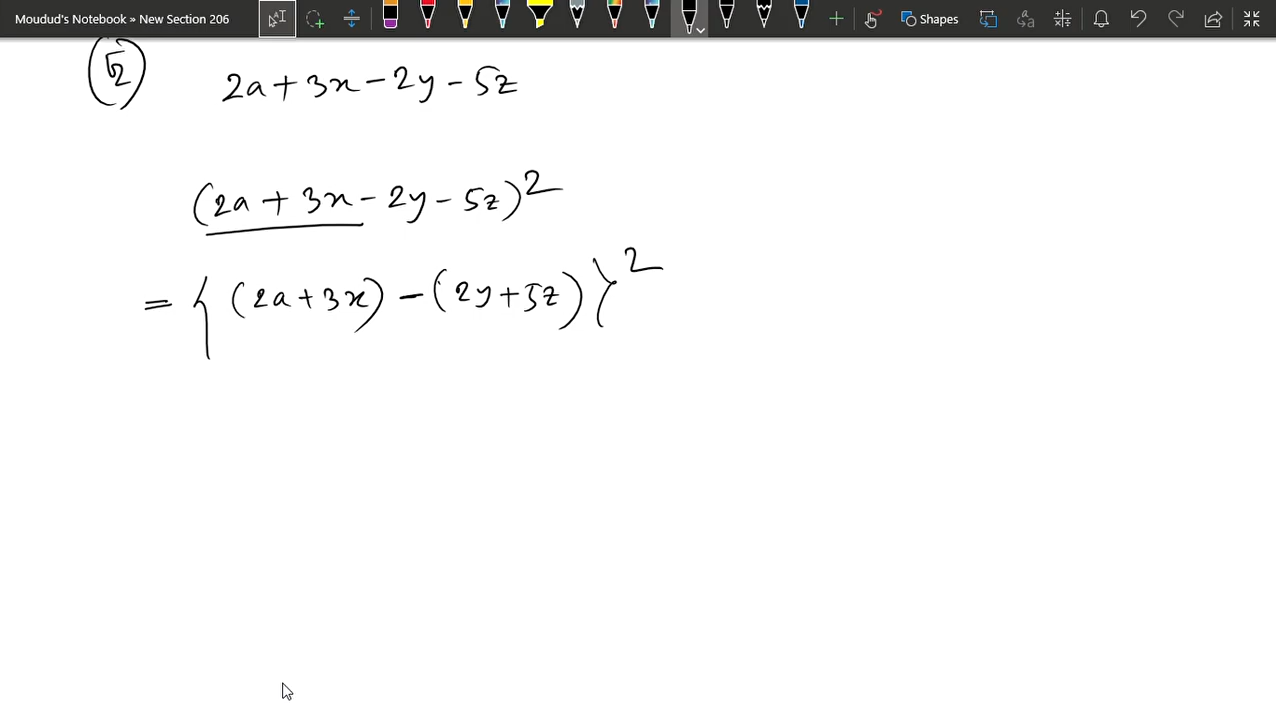 Moudud's Notebook » New Section 206
Shapes
2a+3x-2y-5z
(2a+3x-2y-5z)²
={(2a+3x)-(2y+5z)}²